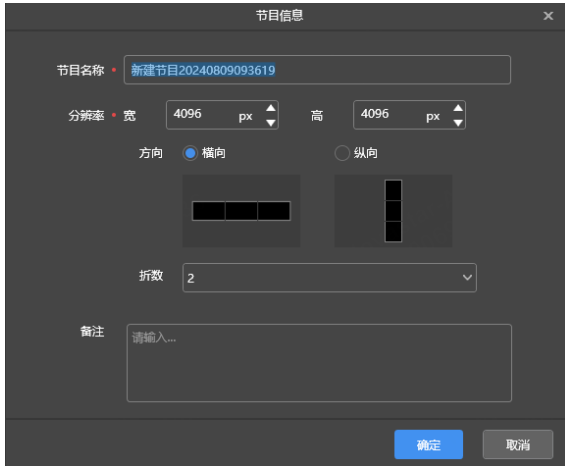 节目信息
节目名称 • 新建节目20240809093619
分辨率 • 宽 4096 px 高 4096 px
方向 横向 纵向
折数 2
备注 请输入...
确定 取消